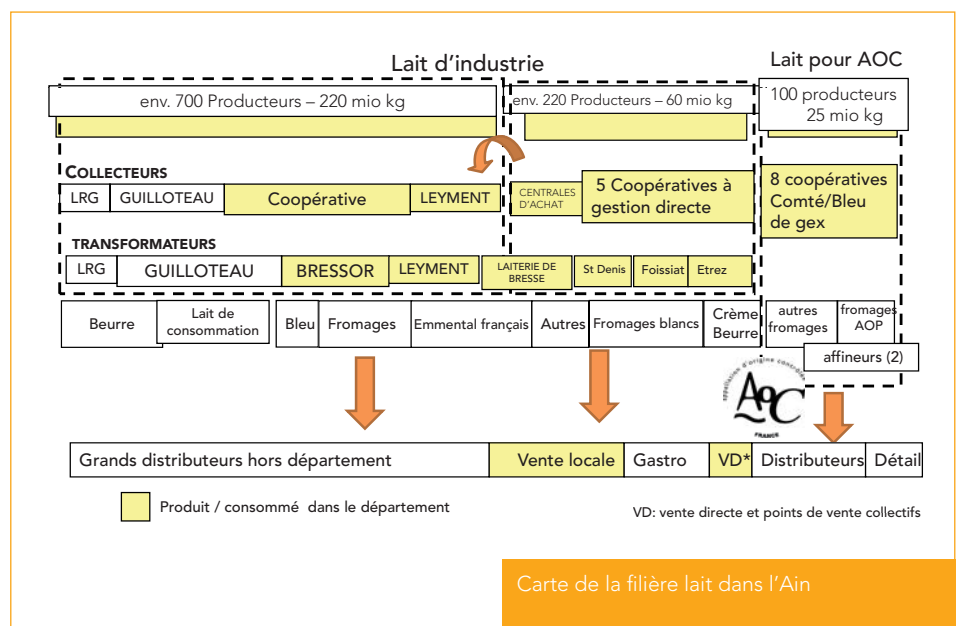 Lait d'industrie
Lait pour AOC
env. 700 Producteurs – 220 mio kg
env. 220 Producteurs – 60 mio kg
100 producteurs
25 mio kg
COLLECTEURS
LRG
GUILLOTEAU
Coopérative
LEYMENT
CENTRALES
D'ACHAT
5 Coopératives à
gestion directe
8 coopératives
Comté/Bleu
de gex
TRANSFORMATEURS
LRG
GUILLOTEAU
BRESSOR
LEYMENT
LAITERIE DE
BRESSE
St Denis
Foissiat
Etrez
Beurre
Lait de
consommation
Bleu
Fromages
Emmental français
Autres
Fromages blancs
Crème
Beurre
autres
fromages
fromages
AOP
affineurs (2)
appellation d'origine contrôlée
AOC
FRANCE
Grands distributeurs hors département
Vente locale
Gastro
VD*
Distributeurs
Détail
Produit / consommé dans le département
VD: vente directe et points de vente collectifs
Carte de la filière lait dans l'Ain